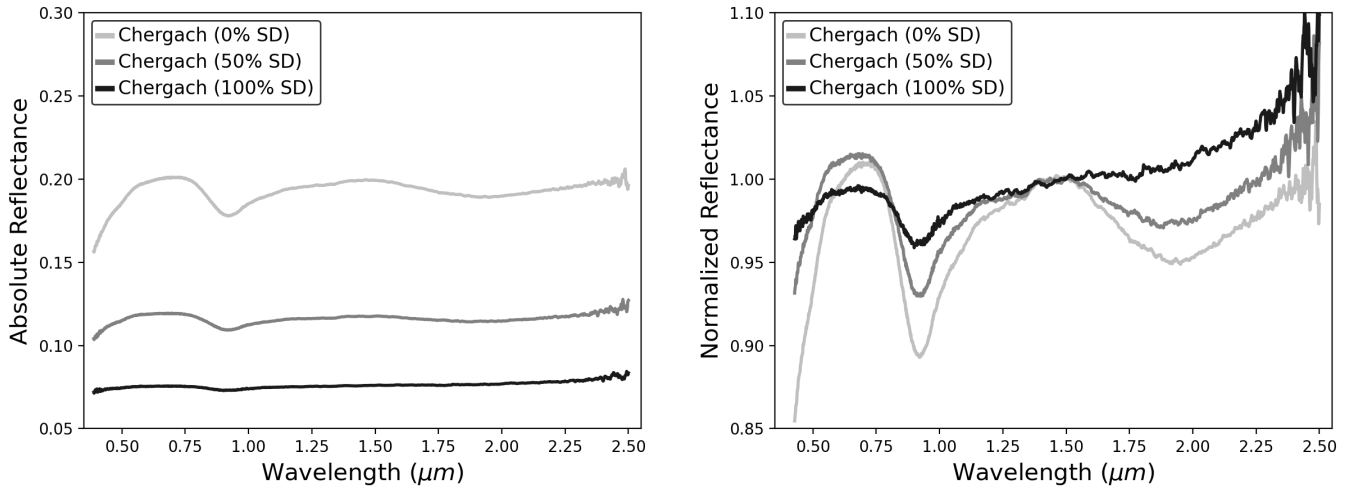 0.30
0.25
0.20
0.15
0.10
0.05
Absolute Reflectance
Chergach (0% SD)
Chergach (50% SD)
Chergach (100% SD)
0.50 0.75 1.00 1.25 1.50 1.75 2.00 2.25 2.50
Wavelength (μm)
1.10
1.05
1.00
0.95
0.90
0.85
Normalized Reflectance
Chergach (0% SD)
Chergach (50% SD)
Chergach (100% SD)
0.50 0.75 1.00 1.25 1.50 1.75 2.00 2.25 2.50
Wavelength (μm)